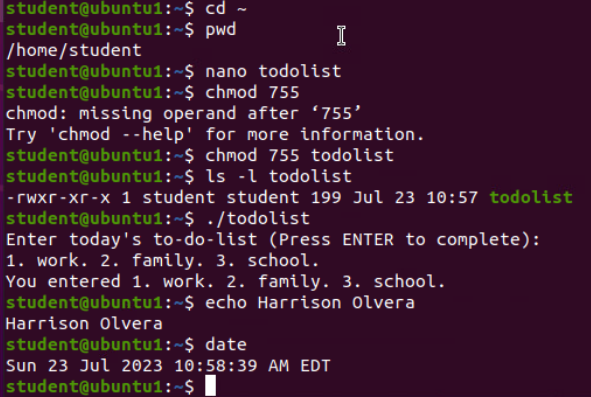 student@ubuntu1:~$ cd ~
student@ubuntu1:~$ pwd
/home/student
student@ubuntu1:~$ nano todolist
student@ubuntu1:~$ chmod 755
chmod: missing operand after ‘755’
Try 'chmod --help' for more information.
student@ubuntu1:~$ chmod 755 todolist
student@ubuntu1:~$ ls -l todolist
-rwxr-xr-x 1 student student 199 Jul 23 10:57 todolist
student@ubuntu1:~$ ./todolist
Enter today's to-do-list (Press ENTER to complete):
1. work. 2. family. 3. school.
You entered 1. work. 2. family. 3. school.
student@ubuntu1:~$ echo Harrison Olvera
Harrison Olvera
student@ubuntu1:~$ date
Sun 23 Jul 2023 10:58:39 AM EDT
student@ubuntu1:~$